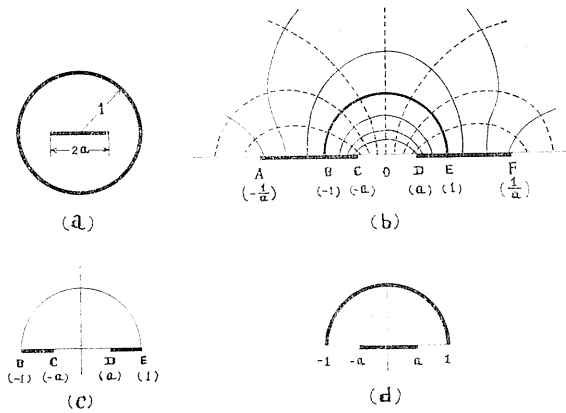 1
2a
(a)
A B C O D E F
(-1/a) (-1) (-a) (a) (1) (1/a)
(b)
B C D E
(-1) (-a) (a) (1)
(c)
-1 -a a 1
(d)